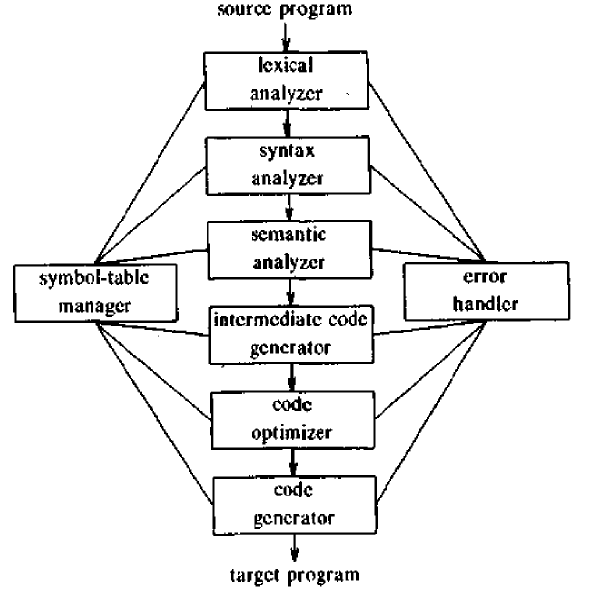 source program
lexical
analyzer
syntax
analyzer
semantic
analyzer
symbol-table
manager
error
handler
intermediate code
generator
code
optimizer
code
generator
target program